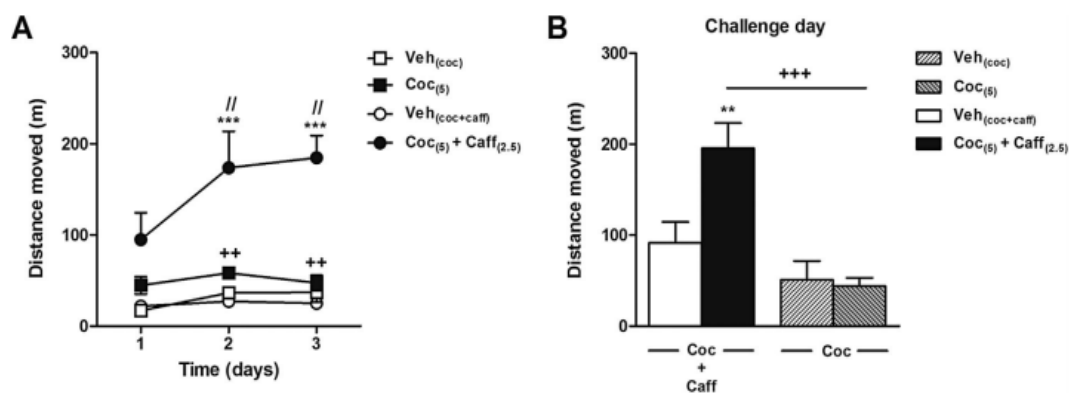 A
300
200
100
0
Distance moved (m)
//
***
//
***
++
++
1
2
3
Time (days)
Veh(coc)
Coc(5)
Veh(coc+caff)
Coc(5) + Caff(2.5)
B
Challenge day
300
200
100
0
Distance moved (m)
+++
**
Coc
+
Caff
Coc
Veh(coc)
Coc(5)
Veh(coc+caff)
Coc(5) + Caff(2.5)